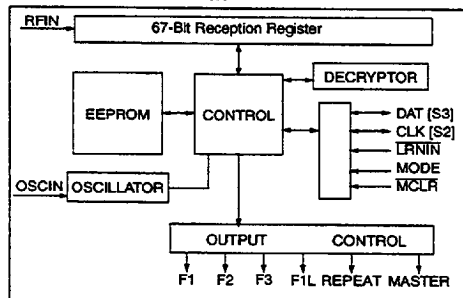 RFIN
67-Bit Reception Register
DECRYPTOR
EEPROM
CONTROL
DAT [S3]
CLK [S2]
LRNIN
MODE
MCLR
OSCIN
OSCILLATOR
OUTPUT CONTROL
F1 F2 F3 F1L REPEAT MASTER